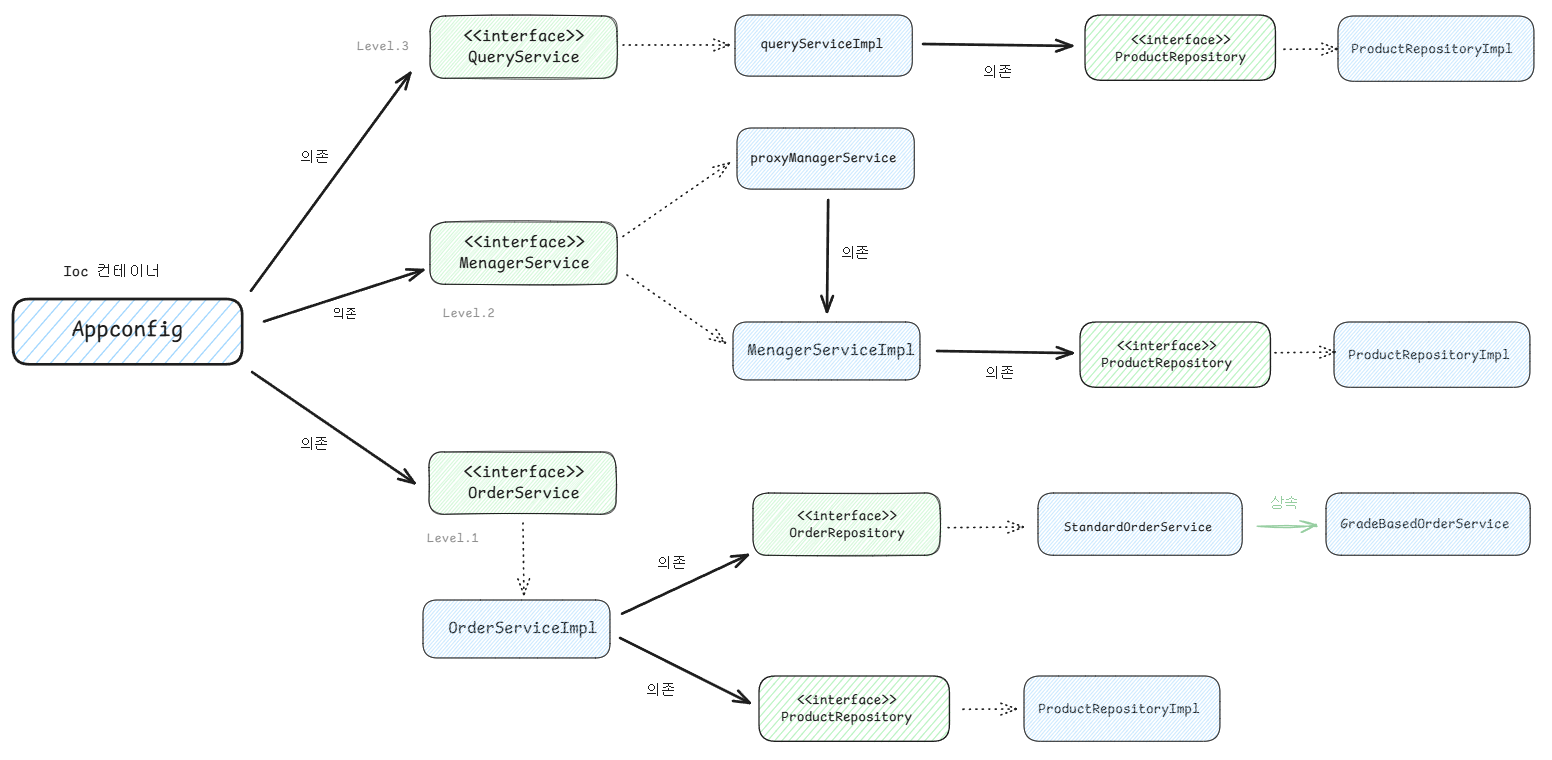 Level.3
<<interface>>
QueryService
queryServiceImpl
의존
<<interface>>
ProductRepository
ProductRepositoryImpl
의존
proxyManagerService
의존
Ioc 컨테이너
Appconfig
의존
<<interface>>
MenagerService
Level.2
MenagerServiceImpl
의존
<<interface>>
ProductRepository
ProductRepositoryImpl
의존
<<interface>>
OrderService
Level.1
OrderServiceImpl
의존
<<interface>>
OrderRepository
StandardOrderService
상속
GradeBasedOrderService
의존
<<interface>>
ProductRepository
ProductRepositoryImpl